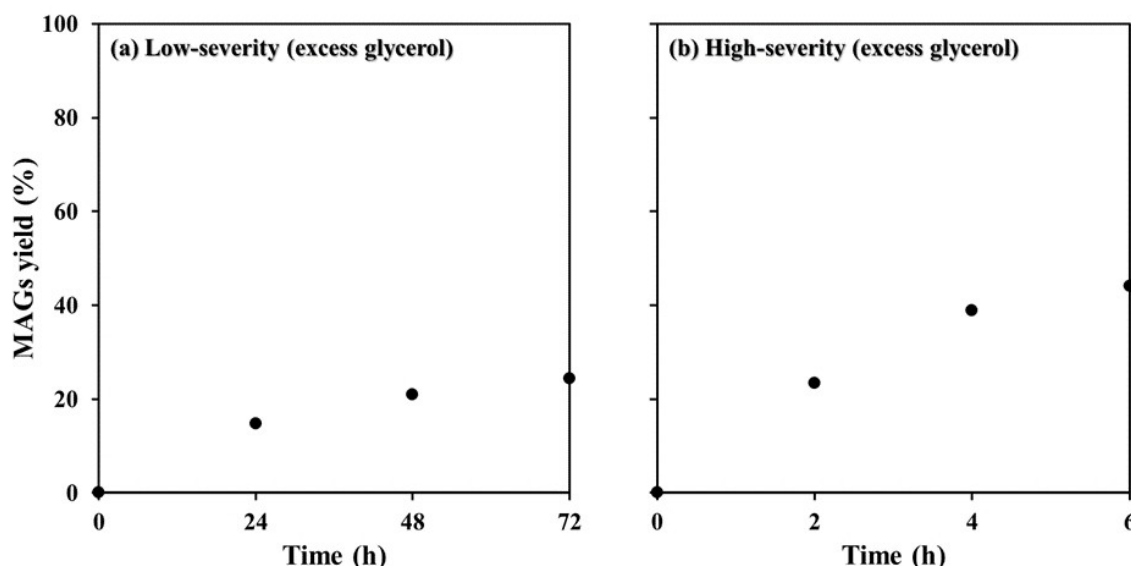 (a) Low-severity (excess glycerol)
(b) High-severity (excess glycerol)
MAGs yield (%)
100
80
60
40
20
0
0 24 48 72
0 2 4 6
Time (h)
Time (h)